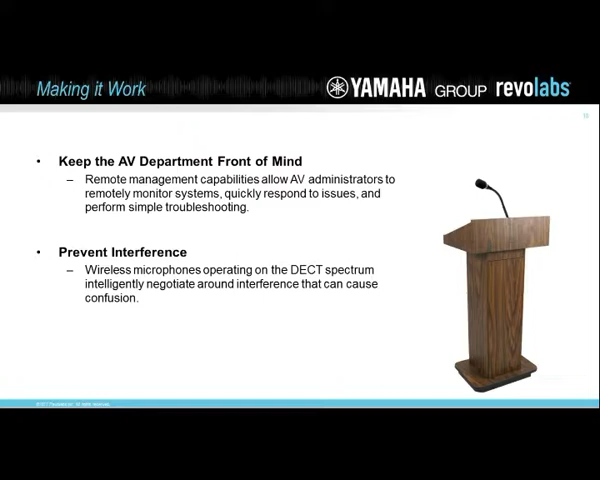 Making it Work
YAMAHA GROUP revolabs
• Keep the AV Department Front of Mind
– Remote management capabilities allow AV administrators to
remotely monitor systems, quickly respond to issues, and
perform simple troubleshooting.
• Prevent Interference
– Wireless microphones operating on the DECT spectrum
intelligently negotiate around interference that can cause
confusion.